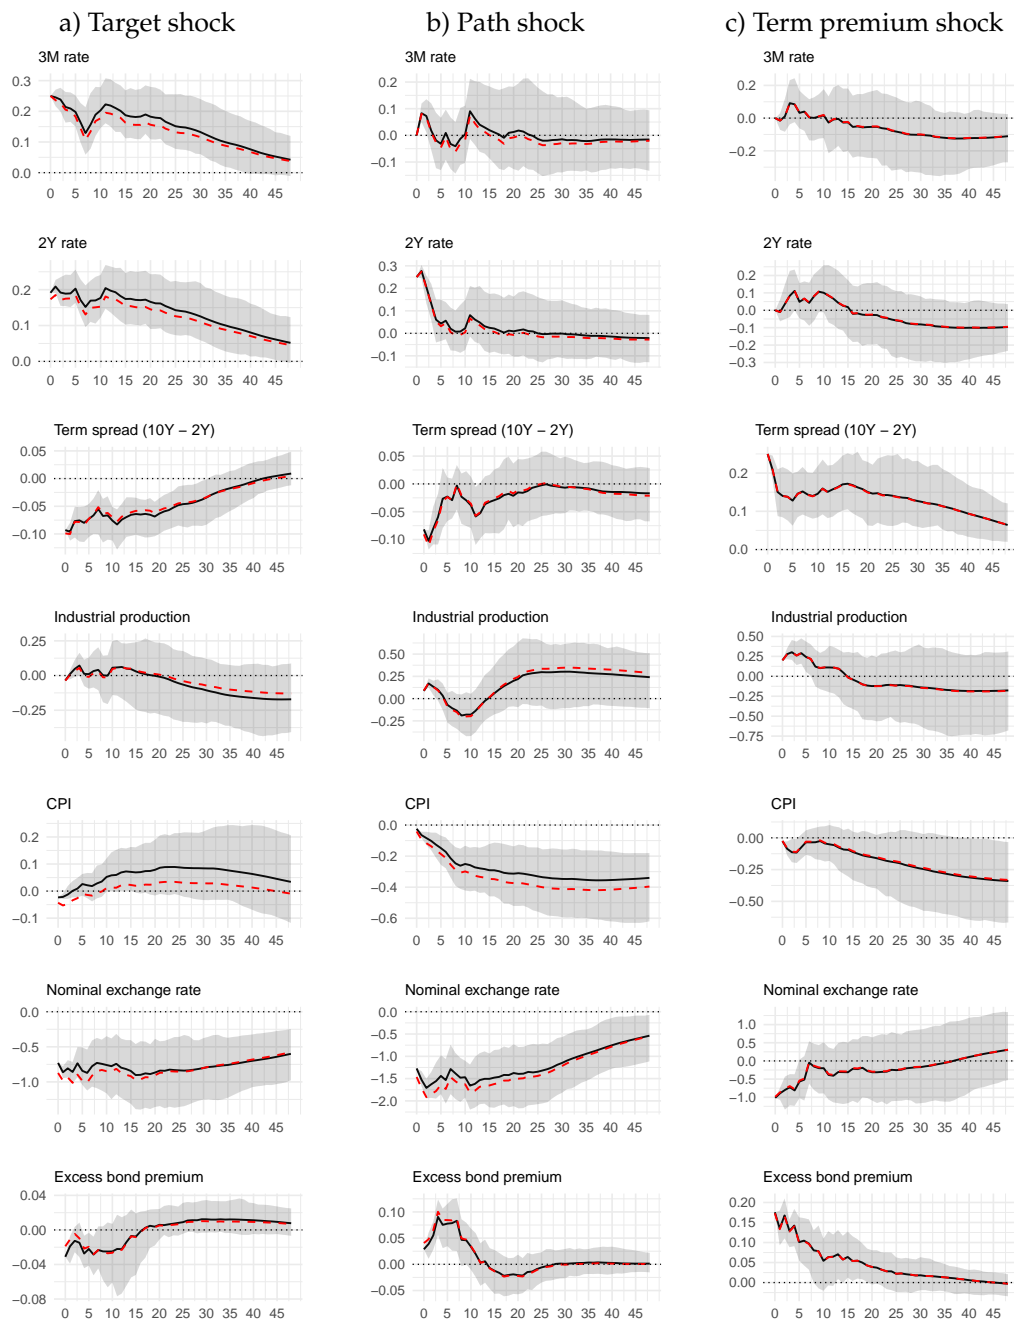 a) Target shock b) Path shock c) Term premium shock
3M rate 3M rate 3M rate
0.3
0.2
0.1
0.0
0 5 10 15 20 25 30 35 40 45
0.2
0.1
0.0
−0.1
0 5 10 15 20 25 30 35 40 45
0.2
0.0
−0.2
0 5 10 15 20 25 30 35 40 45
2Y rate 2Y rate 2Y rate
0.2
0.1
0.0
0 5 10 15 20 25 30 35 40 45
0.3
0.2
0.1
0.0
−0.1
0 5 10 15 20 25 30 35 40 45
0.2
0.1
0.0
−0.1
−0.2
−0.3
0 5 10 15 20 25 30 35 40 45
Term spread (10Y − 2Y) Term spread (10Y − 2Y) Term spread (10Y − 2Y)
0.05
0.00
−0.05
−0.10
0 5 10 15 20 25 30 35 40 45
0.05
0.00
−0.05
−0.10
0 5 10 15 20 25 30 35 40 45
0.2
0.1
0.0
0 5 10 15 20 25 30 35 40 45
Industrial production Industrial production Industrial production
0.25
0.00
−0.25
0 5 10 15 20 25 30 35 40 45
0.50
0.25
0.00
−0.25
0 5 10 15 20 25 30 35 40 45
0.50
0.25
0.00
−0.25
−0.50
−0.75
0 5 10 15 20 25 30 35 40 45
CPI CPI CPI
0.2
0.1
0.0
−0.1
0 5 10 15 20 25 30 35 40 45
0.0
−0.2
−0.4
−0.6
0 5 10 15 20 25 30 35 40 45
0.00
−0.25
−0.50
0 5 10 15 20 25 30 35 40 45
Nominal exchange rate Nominal exchange rate Nominal exchange rate
0.0
−0.5
−1.0
0 5 10 15 20 25 30 35 40 45
0.0
−0.5
−1.0
−1.5
−2.0
0 5 10 15 20 25 30 35 40 45
1.0
0.5
0.0
−0.5
−1.0
0 5 10 15 20 25 30 35 40 45
Excess bond premium Excess bond premium Excess bond premium
0.04
0.00
−0.04
−0.08
0 5 10 15 20 25 30 35 40 45
0.10
0.05
0.00
−0.05
0 5 10 15 20 25 30 35 40 45
0.20
0.15
0.10
0.05
0.00
0 5 10 15 20 25 30 35 40 45